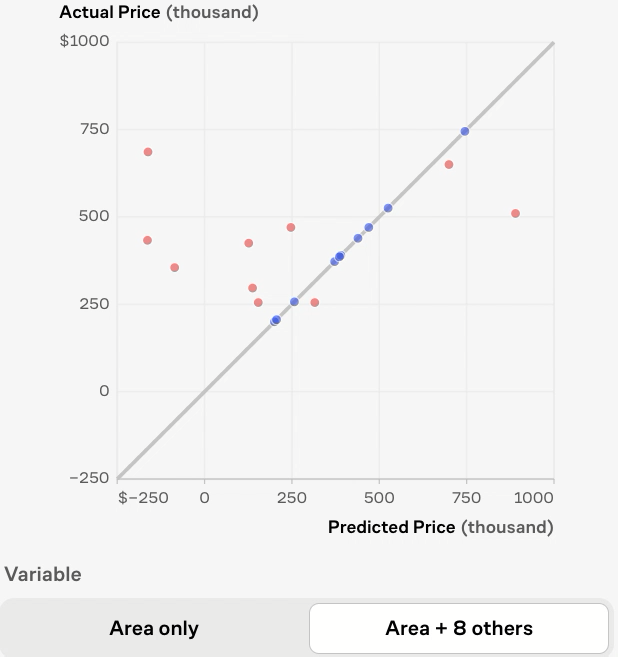 Actual Price (thousand)
$1000
750
500
250
0
−250
$−250 0 250 500 750 1000
Predicted Price (thousand)
Variable
Area only Area + 8 others